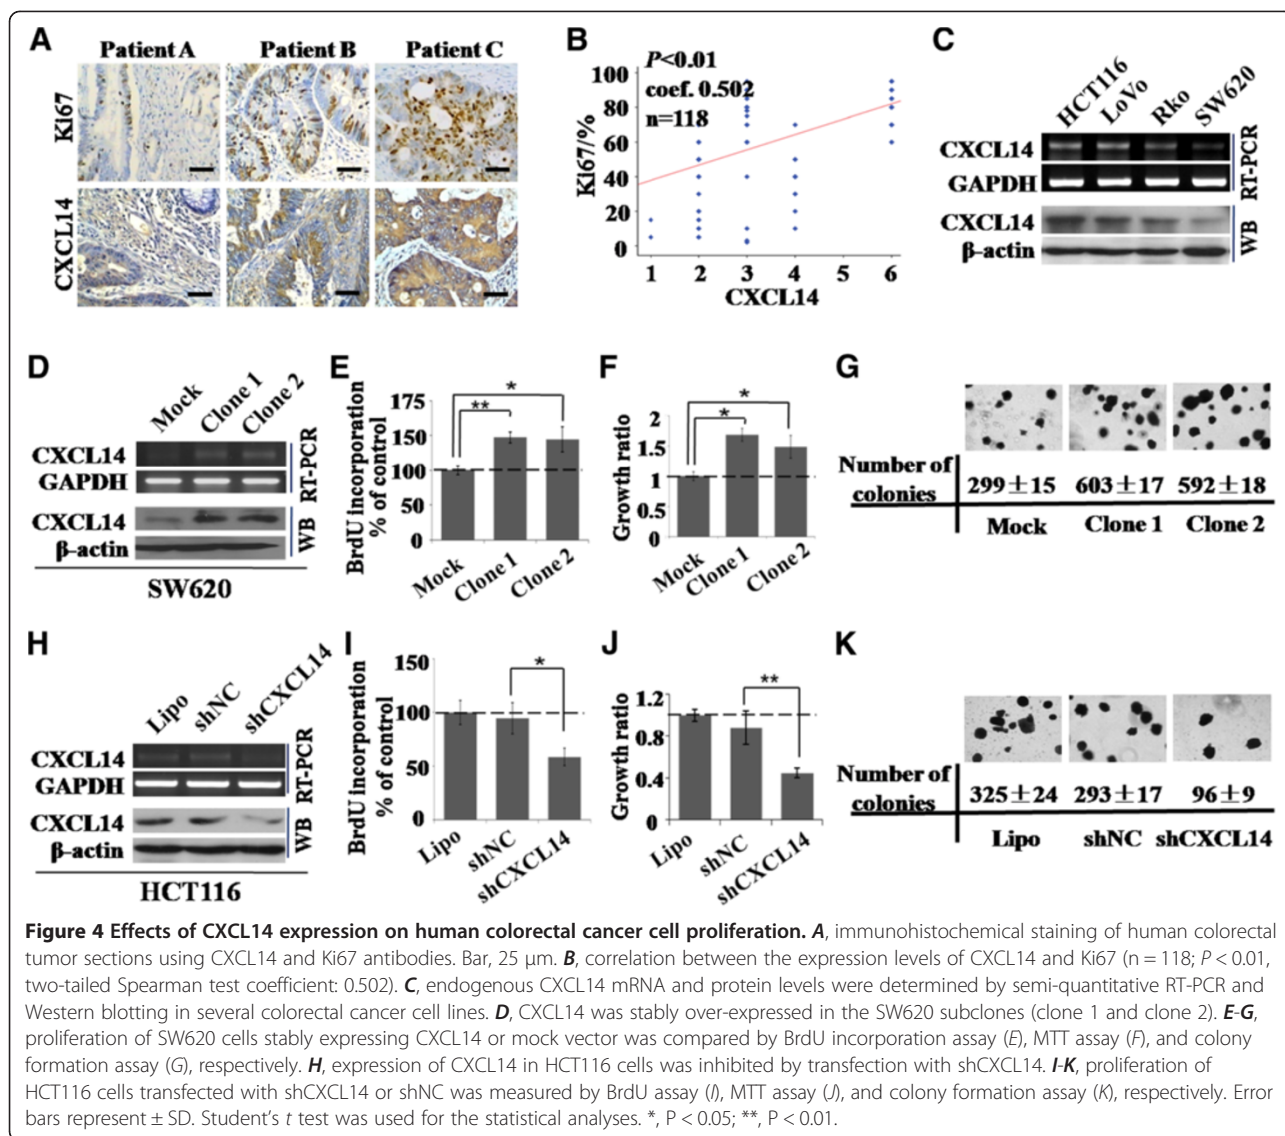 A
Patient A Patient B Patient C
Ki67
CXCL14
B
P<0.01
coef. 0.502
n=118
Ki67/%
100
80
60
40
20
0
1 2 3 4 5 6
CXCL14
C
HCT116 LoVo Rko SW620
CXCL14
GAPDH
RT-PCR
CXCL14
β-actin
WB
D
Mock Clone 1 Clone 2
CXCL14
GAPDH
RT-PCR
CXCL14
β-actin
WB
SW620
E
BrdU incorporation
% of control
175
150
100
50
0
* **
Mock Clone 1 Clone 2
F
Growth ratio
2
1.5
1
0.5
0
* *
Mock Clone 1 Clone 2
G
Number of
colonies
299±15 603±17 592±18
Mock Clone 1 Clone 2
H
Lipo shNC shCXCL14
CXCL14
GAPDH
RT-PCR
CXCL14
β-actin
WB
HCT116
I
BrdU incorporation
% of control
150
100
50
0
*
Lipo shNC shCXCL14
J
Growth ratio
1.2
0.8
0.4
0
**
Lipo shNC shCXCL14
K
Number of
colonies
325±24 293±17 96±9
Lipo shNC shCXCL14
Figure 4 Effects of CXCL14 expression on human colorectal cancer cell proliferation. A, immunohistochemical staining of human colorectal
tumor sections using CXCL14 and Ki67 antibodies. Bar, 25 μm. B, correlation between the expression levels of CXCL14 and Ki67 (n = 118; P < 0.01,
two-tailed Spearman test coefficient: 0.502). C, endogenous CXCL14 mRNA and protein levels were determined by semi-quantitative RT-PCR and
Western blotting in several colorectal cancer cell lines. D, CXCL14 was stably over-expressed in the SW620 subclones (clone 1 and clone 2). E-G,
proliferation of SW620 cells stably expressing CXCL14 or mock vector was compared by BrdU incorporation assay (E), MTT assay (F), and colony
formation assay (G), respectively. H, expression of CXCL14 in HCT116 cells was inhibited by transfection with shCXCL14. I-K, proliferation of
HCT116 cells transfected with shCXCL14 or shNC was measured by BrdU assay (I), MTT assay (J), and colony formation assay (K), respectively. Error
bars represent ± SD. Student's t test was used for the statistical analyses. *, P < 0.05; **, P < 0.01.